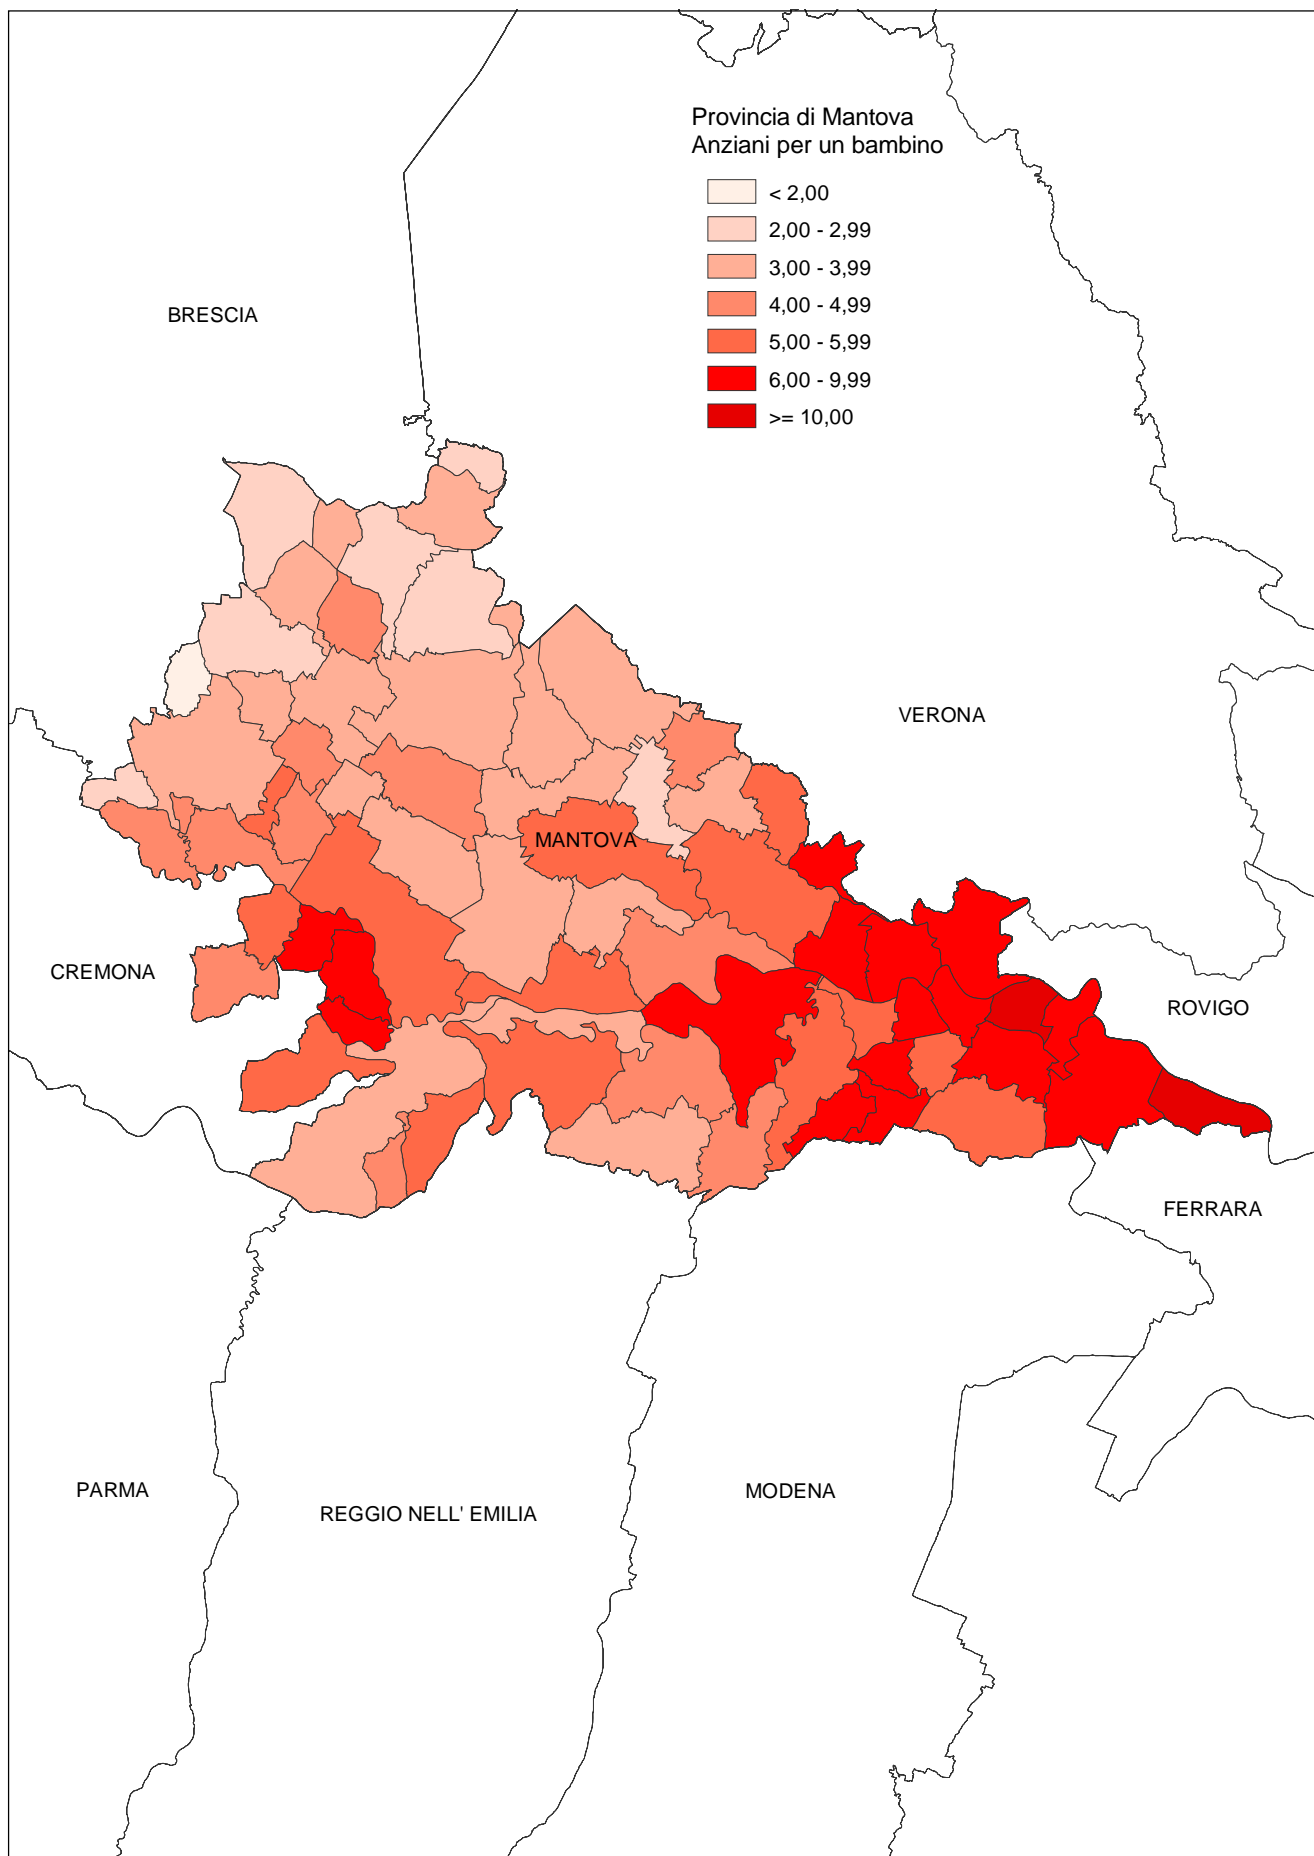 Provincia di Mantova
Anziani per un bambino
< 2,00
2,00 - 2,99
3,00 - 3,99
4,00 - 4,99
5,00 - 5,99
6,00 - 9,99
>= 10,00
BRESCIA
VERONA
MANTOVA
CREMONA
ROVIGO
FERRARA
PARMA
MODENA
REGGIO NELL' EMILIA